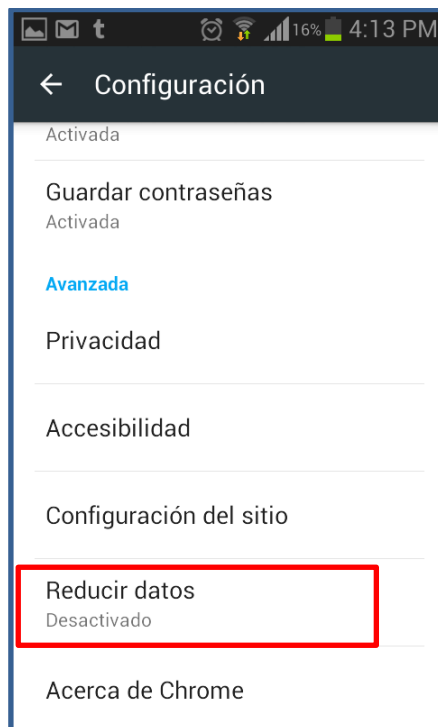 t 16% 4:13 PM
Configuración
Activada
Guardar contraseñas
Activada
Avanzada
Privacidad
Accesibilidad
Configuración del sitio
Reducir datos
Desactivado
Acerca de Chrome